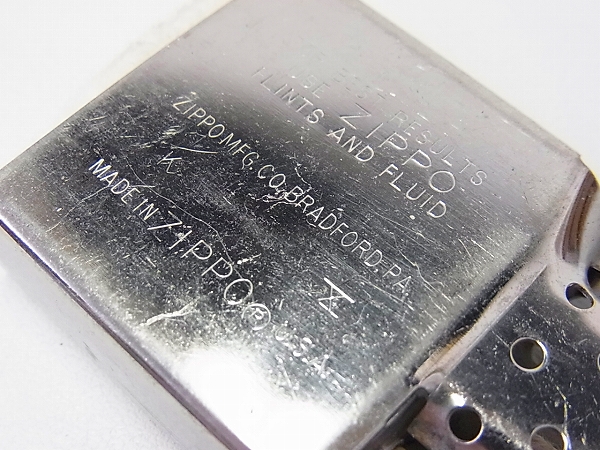 RESULTS
ZIPPO
FLINTS AND FLUID
ZIPPO MFG. CO. BRADFORD. PA.
K X
MADE IN ZIPPO® U.S.A